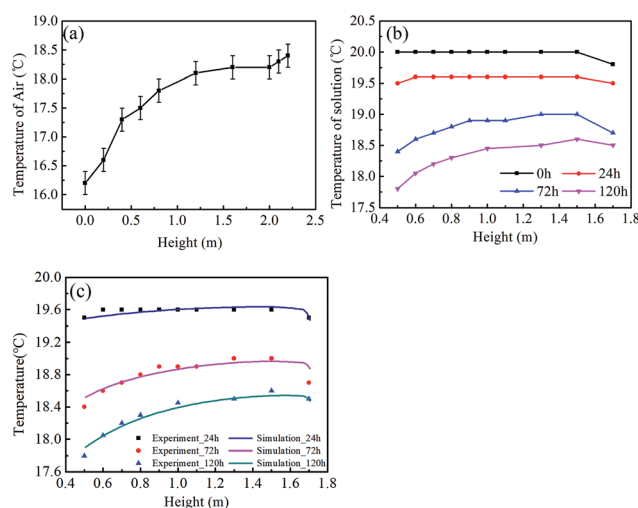 (a)
Temperature of Air (℃)
19.0
18.5
18.0
17.5
17.0
16.5
16.0
0.0 0.5 1.0 1.5 2.0 2.5
Height (m)
(b)
Temperature of solution (℃)
20.5
20.0
19.5
19.0
18.5
18.0
17.5
0h 24h
72h 120h
0.4 0.6 0.8 1.0 1.2 1.4 1.6 1.8
Height (m)
(c)
Temperature(℃)
20.0
19.6
19.2
18.8
18.4
18.0
17.6
Experiment_24h Simulation_24h
Experiment_72h Simulation_72h
Experiment_120h Simulation_120h
0.4 0.6 0.8 1.0 1.2 1.4 1.6 1.8
Height (m)